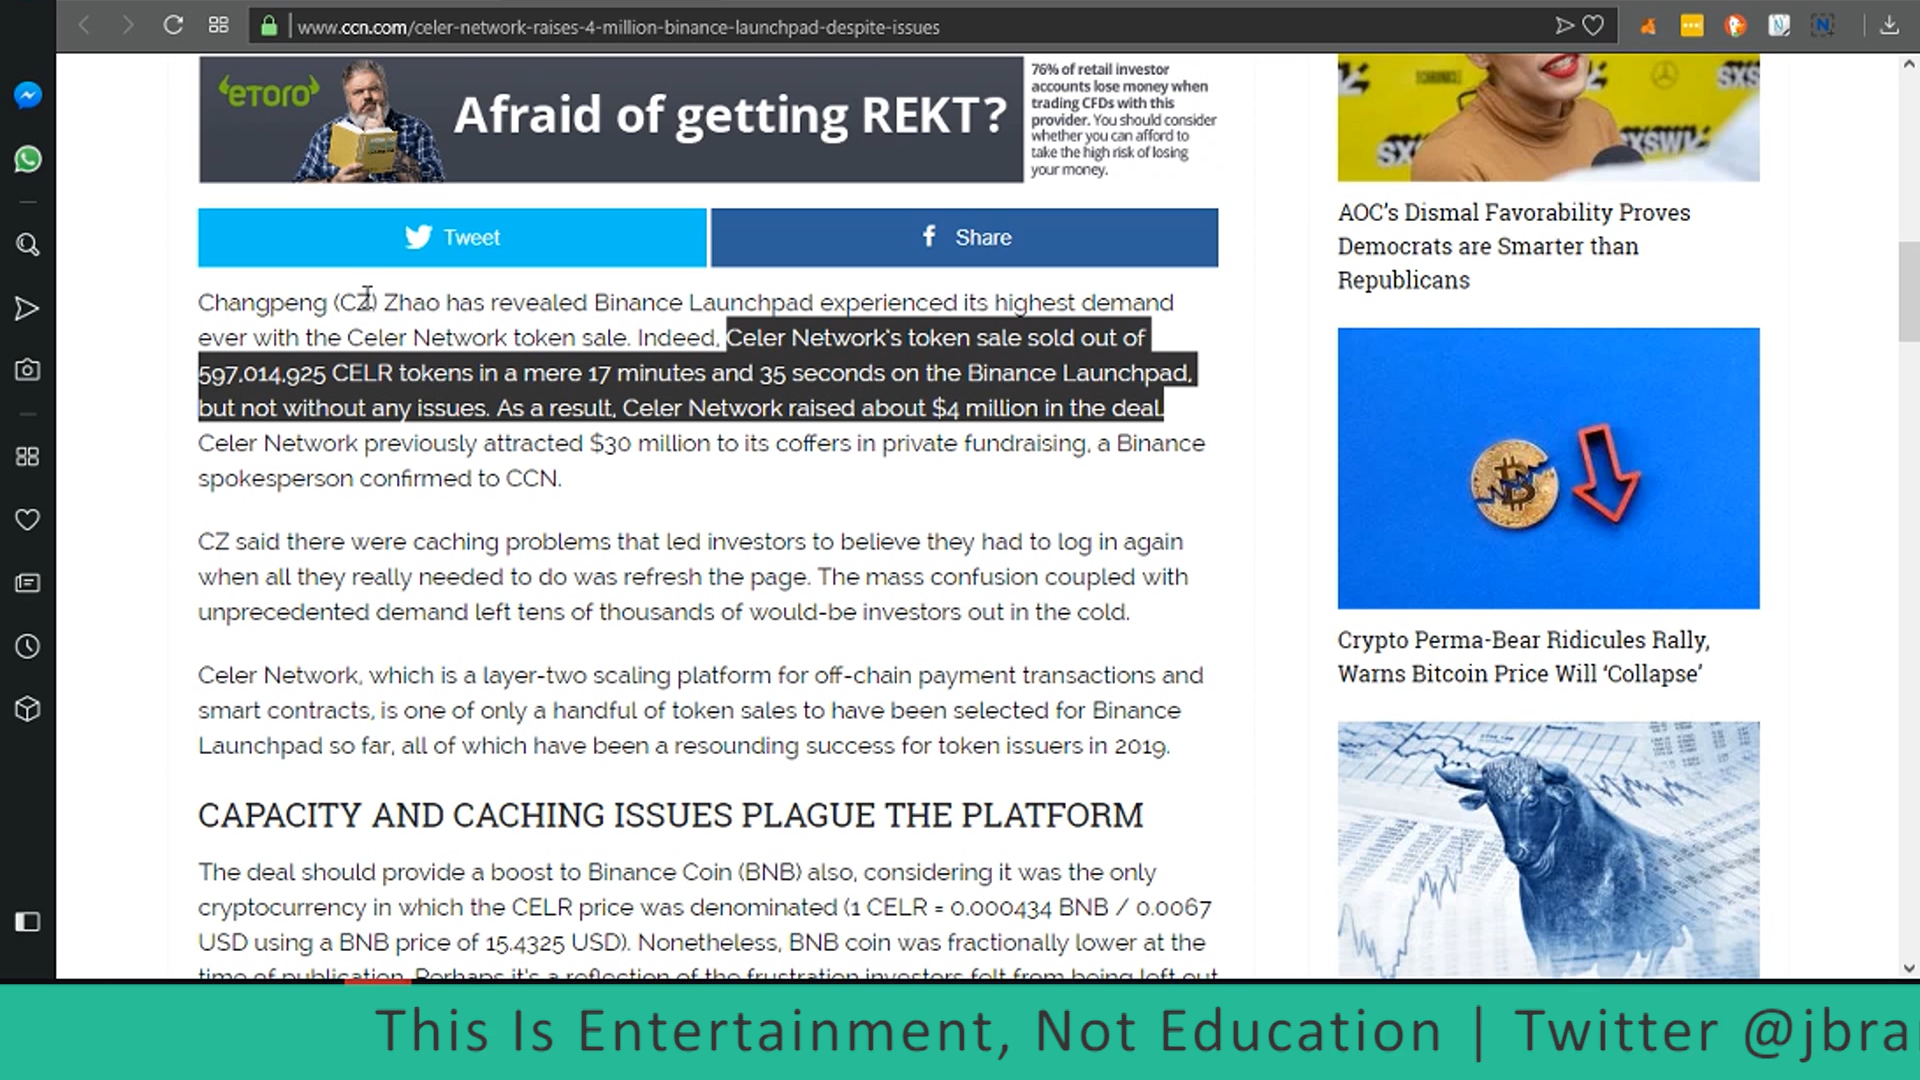 www.ccn.com/celer-network-raises-4-million-binance-launchpad-despite-issues
eTORO
Afraid of getting REKT?
76% of retail investor
accounts lose money when
trading CFDs with this
provider. You should consider
whether you can afford to
take the high risk of losing
your money.
Tweet
Share
Changpeng (CZ) Zhao has revealed Binance Launchpad experienced its highest demand
ever with the Celer Network token sale. Indeed, Celer Network's token sale sold out of
597,014,925 CELR tokens in a mere 17 minutes and 35 seconds on the Binance Launchpad,
but not without any issues. As a result, Celer Network raised about $4 million in the deal.
Celer Network previously attracted $30 million to its coffers in private fundraising, a Binance
spokesperson confirmed to CCN.
CZ said there were caching problems that led investors to believe they had to log in again
when all they really needed to do was refresh the page. The mass confusion coupled with
unprecedented demand left tens of thousands of would-be investors out in the cold.
Celer Network, which is a layer-two scaling platform for off-chain payment transactions and
smart contracts, is one of only a handful of token sales to have been selected for Binance
Launchpad so far, all of which have been a resounding success for token issuers in 2019.
CAPACITY AND CACHING ISSUES PLAGUE THE PLATFORM
The deal should provide a boost to Binance Coin (BNB) also, considering it was the only
cryptocurrency in which the CELR price was denominated (1 CELR = 0.000434 BNB / 0.0067
USD using a BNB price of 15.4325 USD). Nonetheless, BNB coin was fractionally lower at the
time of publication. Perhaps it's a reflection of the frustration investors felt from being left out
SXSW
AOC's Dismal Favorability Proves
Democrats are Smarter than
Republicans
Crypto Perma-Bear Ridicules Rally,
Warns Bitcoin Price Will 'Collapse'
This Is Entertainment, Not Education | Twitter @jbra